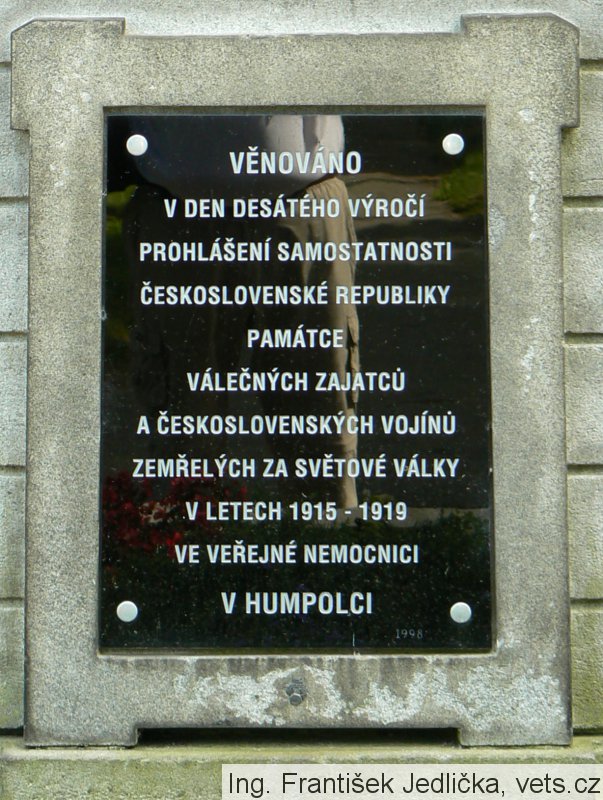 VĚNOVÁNO
V DEN DESÁTÉHO VÝROČÍ
PROHLÁŠENÍ SAMOSTATNOSTI
ČESKOSLOVENSKÉ REPUBLIKY
PAMÁTCE
VÁLEČNÝCH ZAJATCŮ
A ČESKOSLOVENSKÝCH VOJÍNŮ
ZEMŘELÝCH ZA SVĚTOVÉ VÁLKY
V LETECH 1915 - 1919
VE VEŘEJNÉ NEMOCNICI
V HUMPOLCI
1998
Ing. František Jedlička, vets.cz